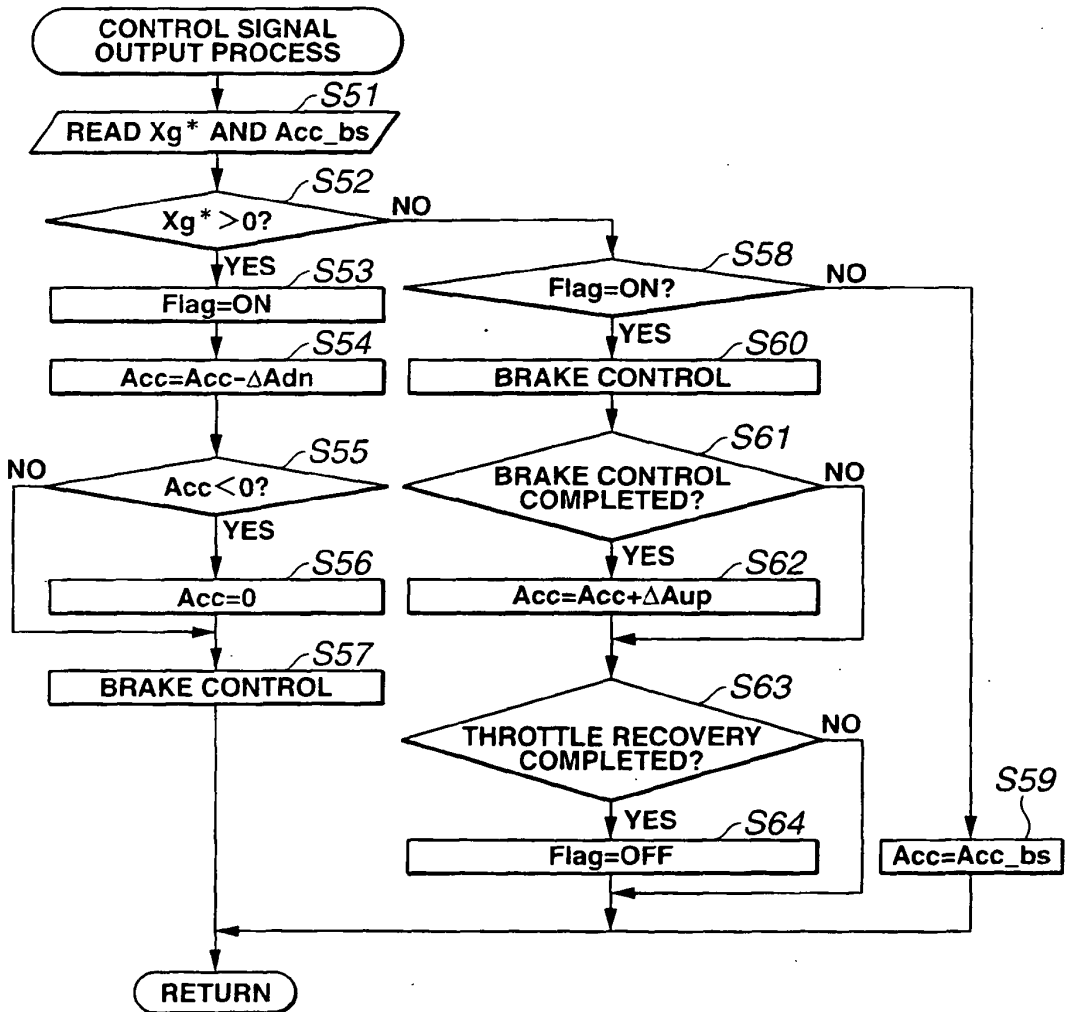 CONTROL SIGNAL
OUTPUT PROCESS
S51
READ Xg* AND Acc_bs
S52
Xg*>0?
NO
YES
S53
Flag=ON
S54
Acc=Acc-ΔAdn
S55
NO
Acc<0?
YES
S56
Acc=0
S57
BRAKE CONTROL
S58
Flag=ON?
NO
YES
S60
BRAKE CONTROL
S61
BRAKE CONTROL
COMPLETED?
NO
YES
S62
Acc=Acc+ΔAup
S63
THROTTLE RECOVERY
COMPLETED?
NO
YES
S64
Flag=OFF
S59
Acc=Acc_bs
RETURN